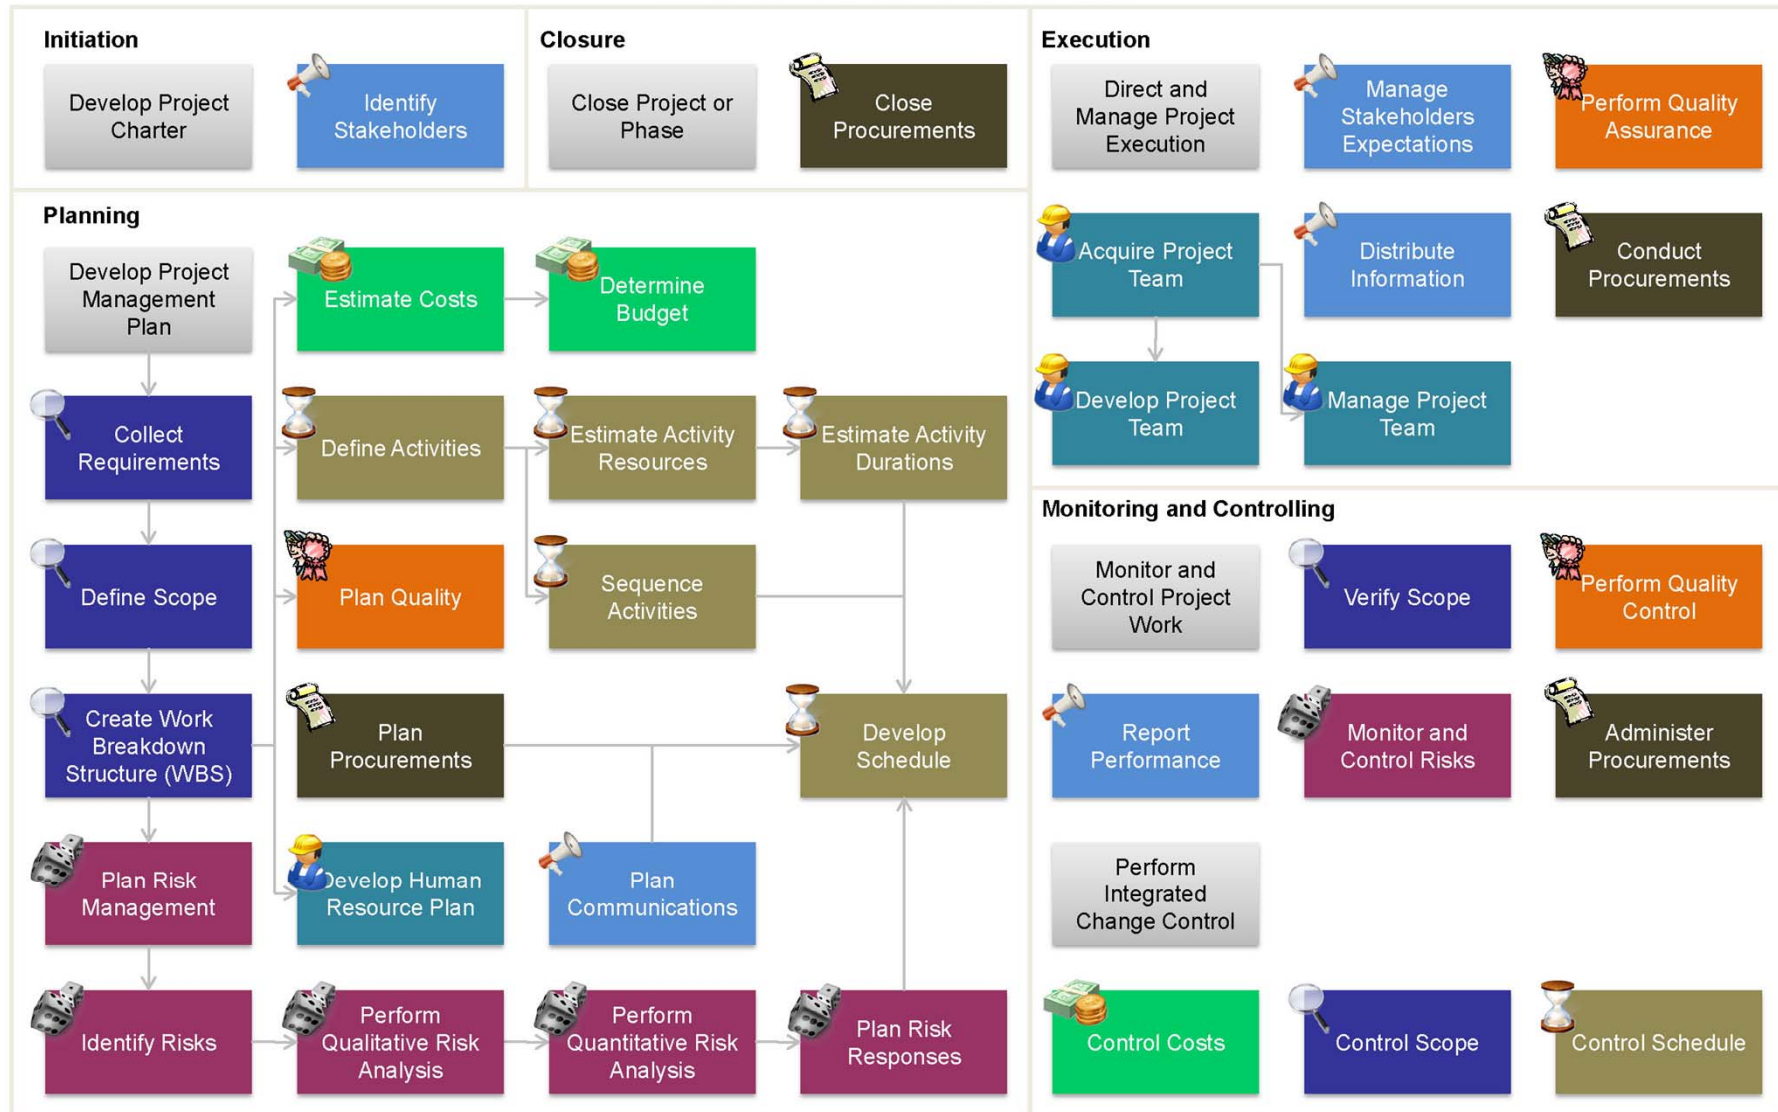 Initiation
Develop Project
Charter
Identify
Stakeholders
Closure
Close Project or
Phase
Close
Procurements
Execution
Direct and
Manage Project
Execution
Manage
Stakeholders
Expectations
Perform Quality
Assurance
Acquire Project
Team
Distribute
Information
Conduct
Procurements
Develop Project
Team
Manage Project
Team
Planning
Develop Project
Management
Plan
Estimate Costs
Determine
Budget
Collect
Requirements
Define Activities
Estimate Activity
Resources
Estimate Activity
Durations
Define Scope
Plan Quality
Sequence
Activities
Create Work
Breakdown
Structure (WBS)
Plan
Procurements
Develop
Schedule
Plan Risk
Management
Develop Human
Resource Plan
Plan
Communications
Identify Risks
Perform
Qualitative Risk
Analysis
Perform
Quantitative Risk
Analysis
Plan Risk
Responses
Monitoring and Controlling
Monitor and
Control Project
Work
Verify Scope
Perform Quality
Control
Report
Performance
Monitor and
Control Risks
Administer
Procurements
Perform
Integrated
Change Control
Control Costs
Control Scope
Control Schedule